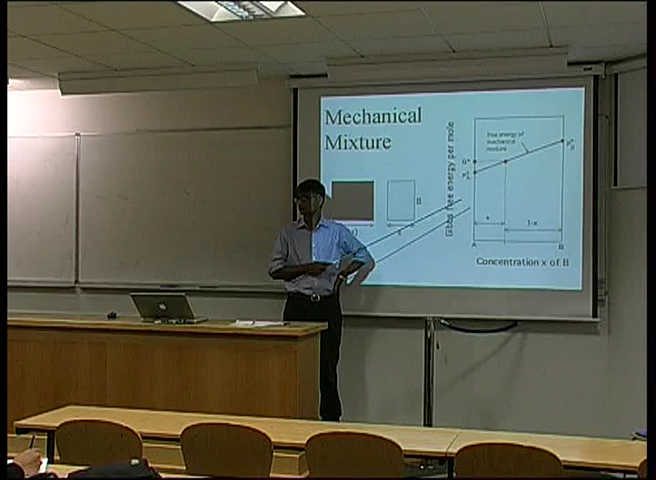 Mechanical
Mixture
Gibbs free energy per mole
free energy of
mechanical
mixture
B
x
1-x
A
B
Concentration x of B